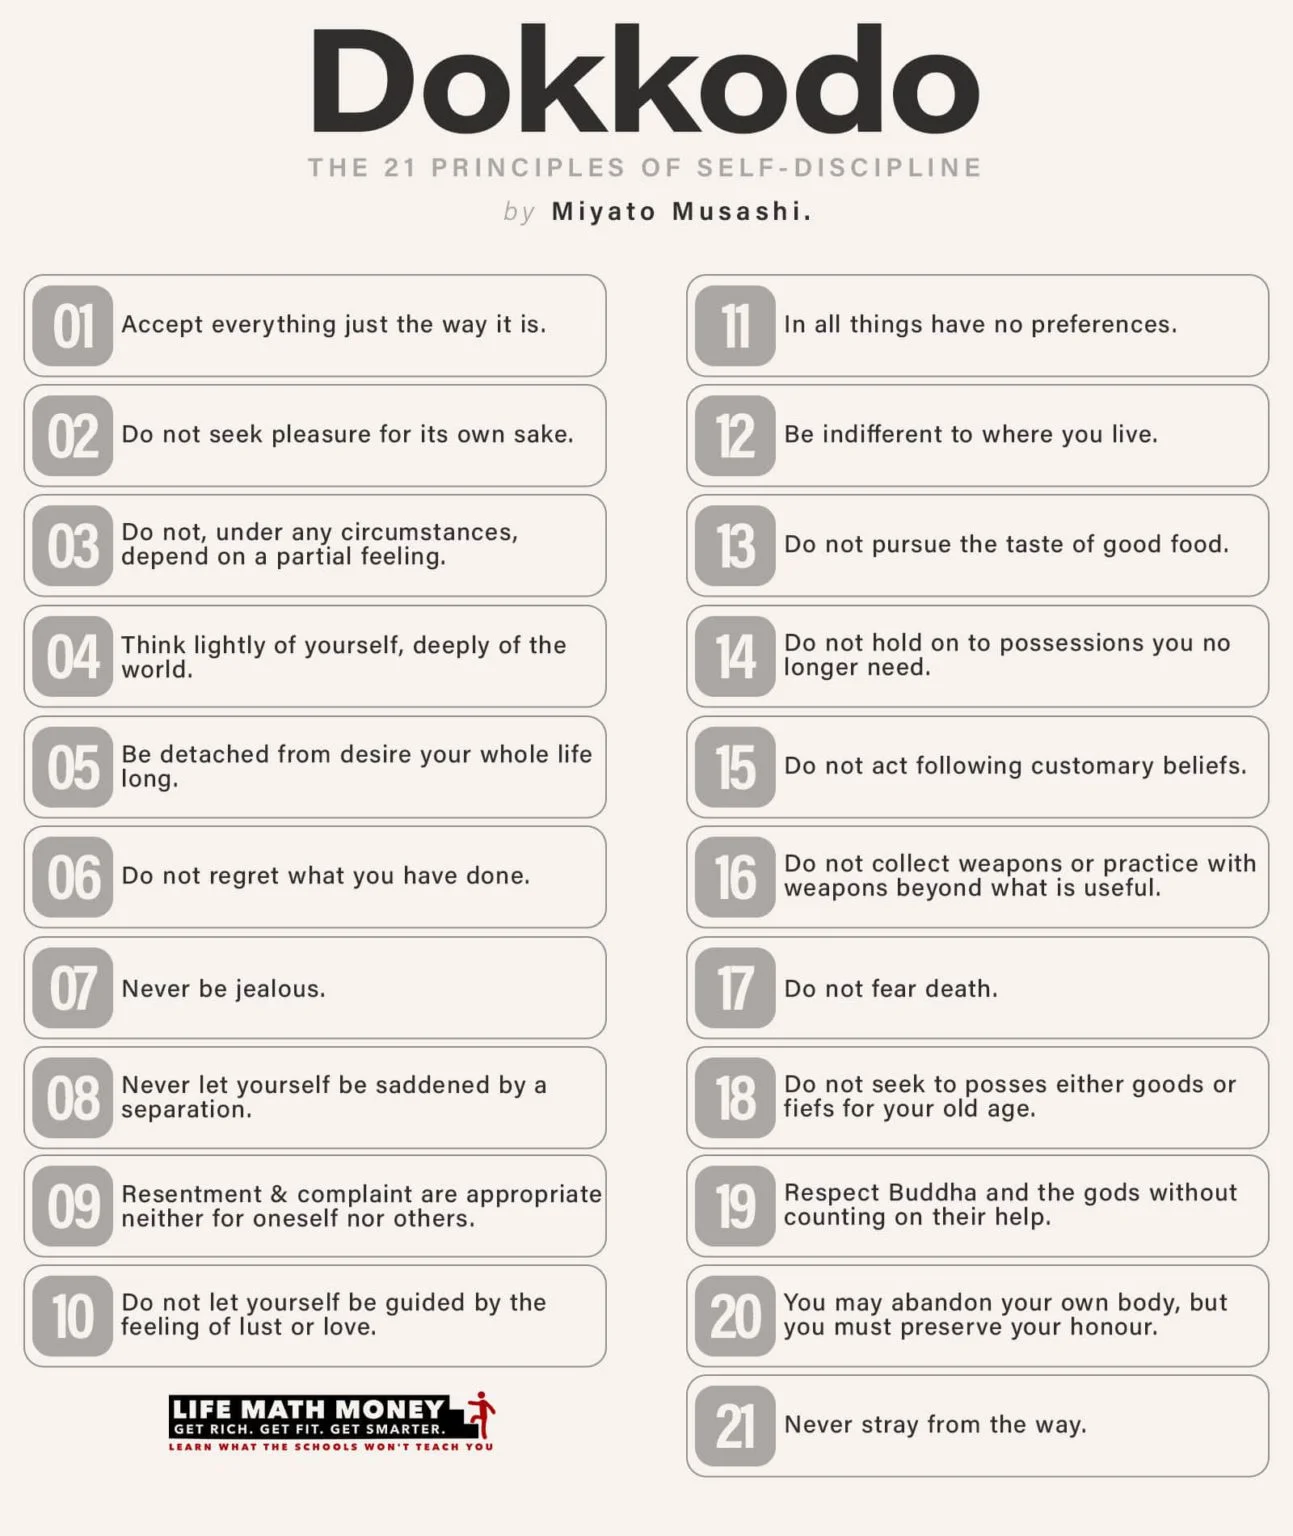 Dokkodo
THE 21 PRINCIPLES OF SELF-DISCIPLINE
by Miyato Musashi.
01 Accept everything just the way it is.
02 Do not seek pleasure for its own sake.
03 Do not, under any circumstances,
depend on a partial feeling.
04 Think lightly of yourself, deeply of the
world.
05 Be detached from desire your whole life
long.
06 Do not regret what you have done.
07 Never be jealous.
08 Never let yourself be saddened by a
separation.
09 Resentment & complaint are appropriate
neither for oneself nor others.
10 Do not let yourself be guided by the
feeling of lust or love.
LIFE MATH MONEY
GET RICH. GET FIT. GET SMARTER.
LEARN WHAT THE SCHOOLS WON'T TEACH YOU
11 In all things have no preferences.
12 Be indifferent to where you live.
13 Do not pursue the taste of good food.
14 Do not hold on to possessions you no
longer need.
15 Do not act following customary beliefs.
16 Do not collect weapons or practice with
weapons beyond what is useful.
17 Do not fear death.
18 Do not seek to posses either goods or
fiefs for your old age.
19 Respect Buddha and the gods without
counting on their help.
20 You may abandon your own body, but
you must preserve your honour.
21 Never stray from the way.